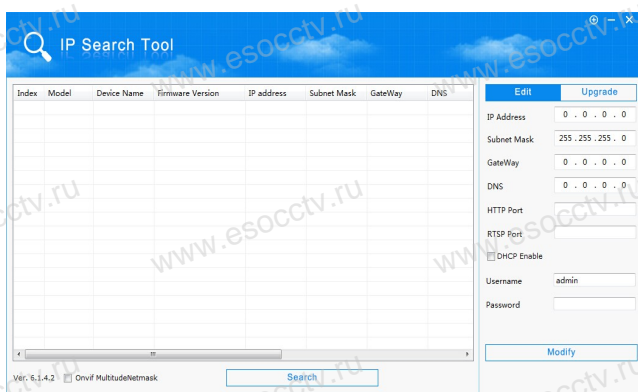 IP Search Tool
Index Model Device Name Firmware Version IP address Subnet Mask GateWay DNS
Edit Upgrade
IP Address 0 . 0 . 0 . 0
Subnet Mask 255 . 255 . 255 . 0
GateWay 0 . 0 . 0 . 0
DNS 0 . 0 . 0 . 0
HTTP Port
RTSP Port
DHCP Enable
Username admin
Password
Modify
Ver. 6.1.4.2 Onvif MultitudeNetmask Search
www.esocctv.ru
www.esocctv.ru